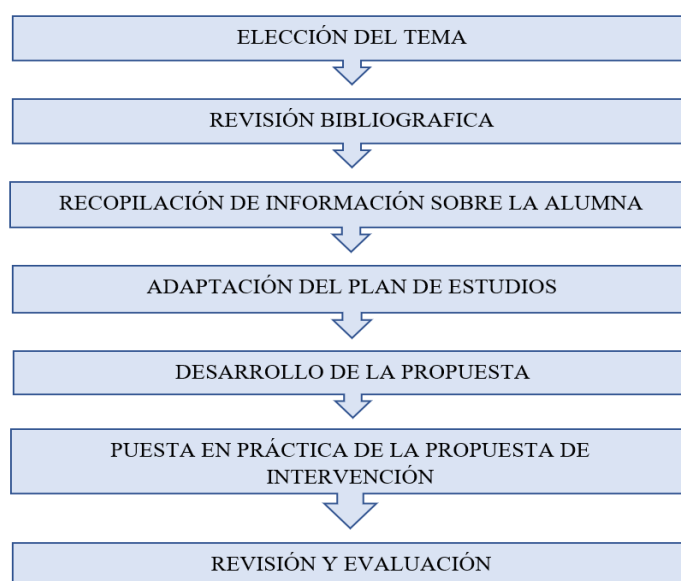 ELECCIÓN DEL TEMA
REVISIÓN BIBLIOGRAFICA
RECOPILACIÓN DE INFORMACIÓN SOBRE LA ALUMNA
ADAPTACIÓN DEL PLAN DE ESTUDIOS
DESARROLLO DE LA PROPUESTA
PUESTA EN PRÁCTICA DE LA PROPUESTA DE
INTERVENCIÓN
REVISIÓN Y EVALUACIÓN